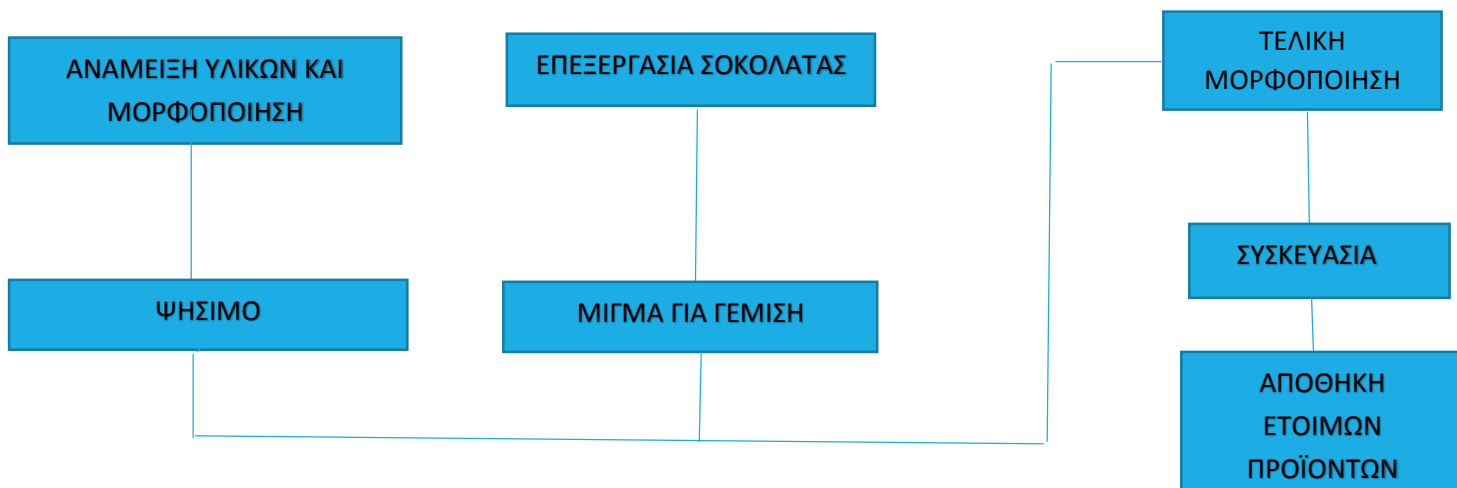 ΑΝΑΜΕΙΞΗ ΥΛΙΚΩΝ ΚΑΙ
ΜΟΡΦΟΠΟΙΗΣΗ
ΨΗΣΙΜΟ
ΕΠΕΞΕΡΓΑΣΙΑ ΣΟΚΟΛΑΤΑΣ
ΜΙΓΜΑ ΓΙΑ ΓΕΜΙΣΗ
ΤΕΛΙΚΗ
ΜΟΡΦΟΠΟΙΗΣΗ
ΣΥΣΚΕΥΑΣΙΑ
ΑΠΟΘΗΚΗ
ΕΤΟΙΜΩΝ
ΠΡΟΪΟΝΤΩΝ